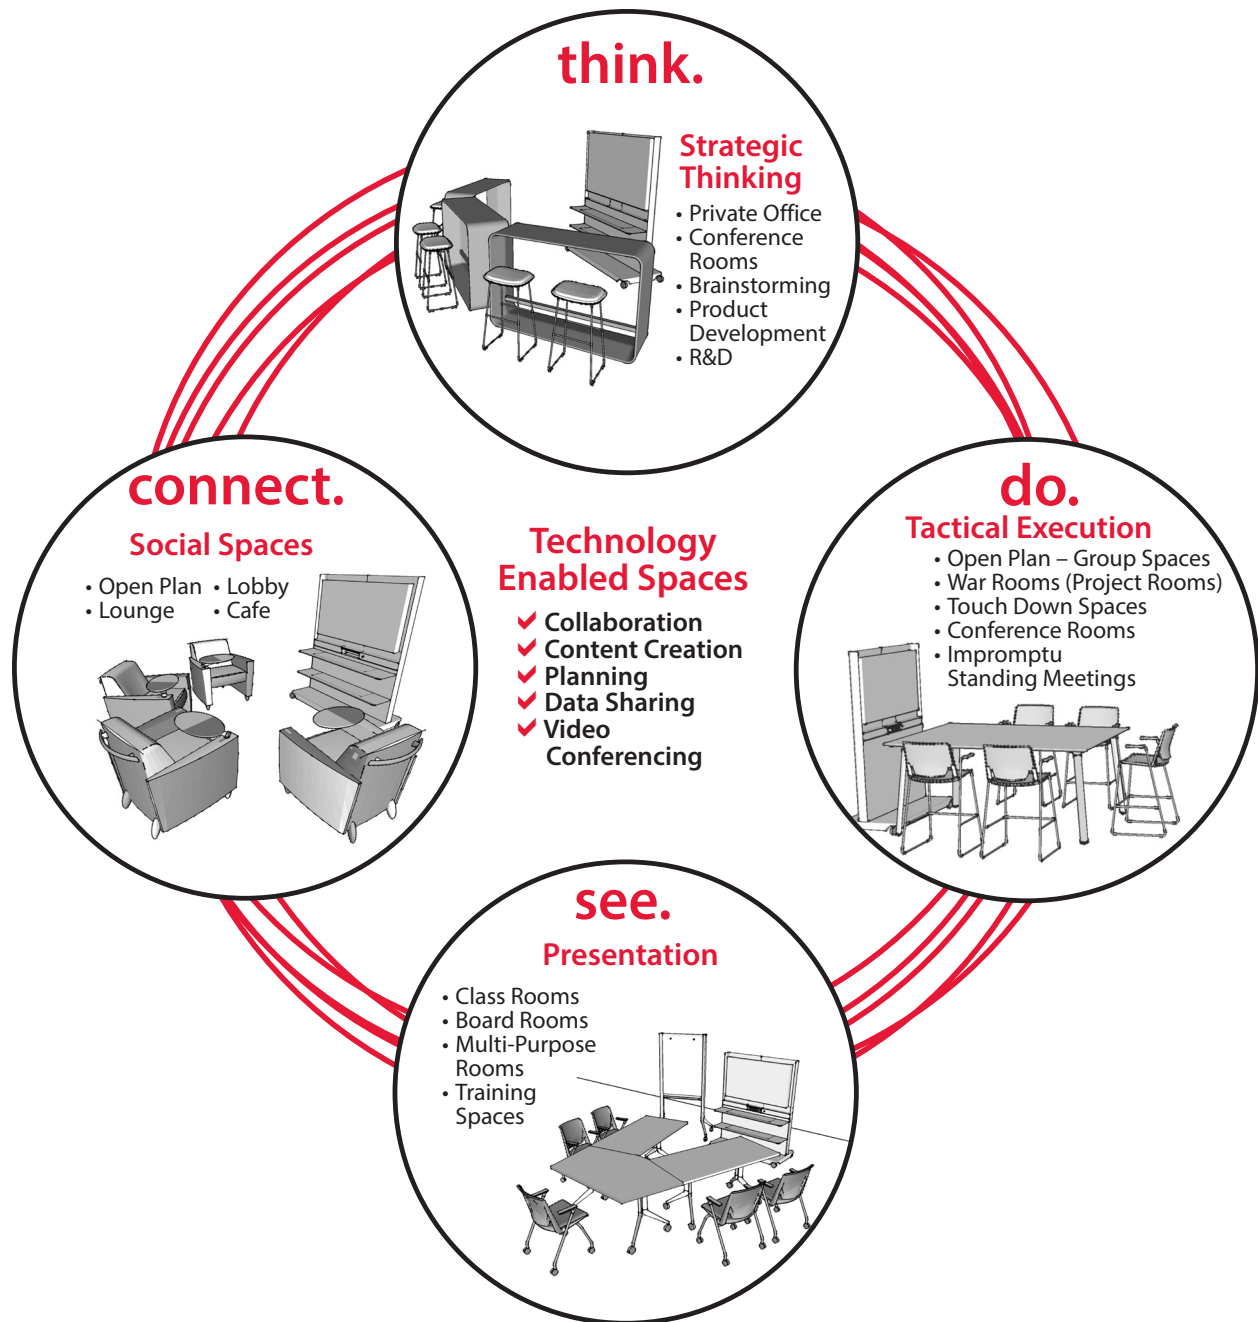 think.
Strategic
Thinking
• Private Office
• Conference
Rooms
• Brainstorming
• Product
Development
• R&D
connect.
Social Spaces
• Open Plan • Lobby
• Lounge • Cafe
Technology
Enabled Spaces
✔ Collaboration
✔ Content Creation
✔ Planning
✔ Data Sharing
✔ Video
Conferencing
do.
Tactical Execution
• Open Plan – Group Spaces
• War Rooms (Project Rooms)
• Touch Down Spaces
• Conference Rooms
• Impromptu
Standing Meetings
see.
Presentation
• Class Rooms
• Board Rooms
• Multi-Purpose
Rooms
• Training
Spaces